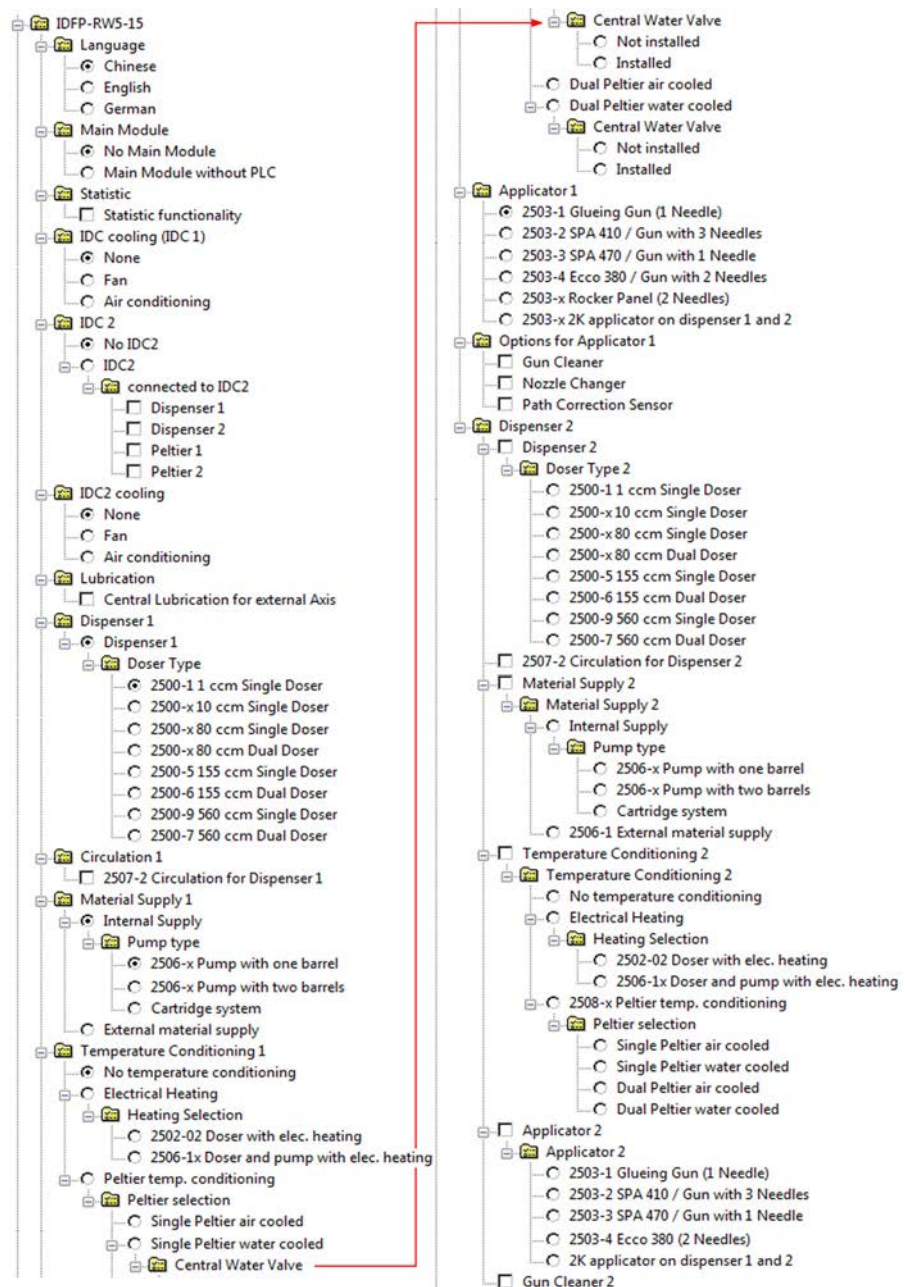 IDFP-RW5-15
Language
Chinese
English
German
Main Module
No Main Module
Main Module without PLC
Statistic
Statistic functionality
IDC cooling (IDC 1)
None
Fan
Air conditioning
IDC 2
No IDC2
IDC2
connected to IDC2
Dispenser 1
Dispenser 2
Peltier 1
Peltier 2
IDC2 cooling
None
Fan
Air conditioning
Lubrication
Central Lubrication for external Axis
Dispenser 1
Dispenser 1
Doser Type
2500-1 1 ccm Single Doser
2500-x 10 ccm Single Doser
2500-x 80 ccm Single Doser
2500-x 80 ccm Dual Doser
2500-5 155 ccm Single Doser
2500-6 155 ccm Dual Doser
2500-9 560 ccm Single Doser
2500-7 560 ccm Dual Doser
Circulation 1
2507-2 Circulation for Dispenser 1
Material Supply 1
Internal Supply
Pump type
2506-x Pump with one barrel
2506-x Pump with two barrels
Cartridge system
External material supply
Temperature Conditioning 1
No temperature conditioning
Electrical Heating
Heating Selection
2502-02 Doser with elec. heating
2506-1x Doser and pump with elec. heating
Peltier temp. conditioning
Peltier selection
Single Peltier air cooled
Single Peltier water cooled
Central Water Valve
Central Water Valve
Not installed
Installed
Dual Peltier air cooled
Dual Peltier water cooled
Central Water Valve
Not installed
Installed
Applicator 1
2503-1 Glueing Gun (1 Needle)
2503-2 SPA 410 / Gun with 3 Needles
2503-3 SPA 470 / Gun with 1 Needle
2503-4 Ecco 380 / Gun with 2 Needles
2503-x Rocker Panel (2 Needles)
2503-x 2K applicator on dispenser 1 and 2
Options for Applicator 1
Gun Cleaner
Nozzle Changer
Path Correction Sensor
Dispenser 2
Dispenser 2
Doser Type 2
2500-1 1 ccm Single Doser
2500-x 10 ccm Single Doser
2500-x 80 ccm Single Doser
2500-x 80 ccm Dual Doser
2500-5 155 ccm Single Doser
2500-6 155 ccm Dual Doser
2500-9 560 ccm Single Doser
2500-7 560 ccm Dual Doser
2507-2 Circulation for Dispenser 2
Material Supply 2
Material Supply 2
Internal Supply
Pump type
2506-x Pump with one barrel
2506-x Pump with two barrels
Cartridge system
2506-1 External material supply
Temperature Conditioning 2
Temperature Conditioning 2
No temperature conditioning
Electrical Heating
Heating Selection
2502-02 Doser with elec. heating
2506-1x Doser and pump with elec. heating
2508-x Peltier temp. conditioning
Peltier selection
Single Peltier air cooled
Single Peltier water cooled
Dual Peltier air cooled
Dual Peltier water cooled
Applicator 2
Applicator 2
2503-1 Glueing Gun (1 Needle)
2503-2 SPA 410 / Gun with 3 Needles
2503-3 SPA 470 / Gun with 1 Needle
2503-4 Ecco 380 (2 Needles)
2K applicator on dispenser 1 and 2
Gun Cleaner 2